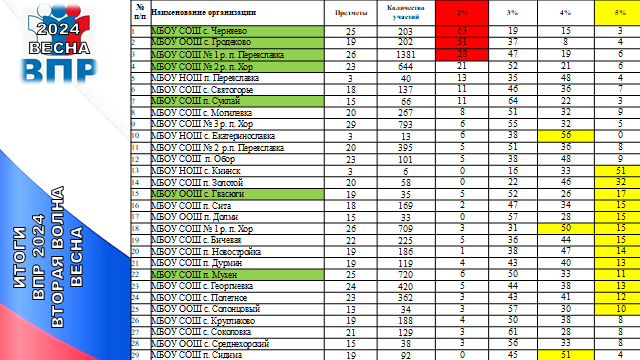 2024
ВЕСНА
ВПР
ИТОГИ
ВПР 2024
ВТОРАЯ ВОЛНА
ВЕСНА
№ п/п Наименование организации Предметы Количество участий 2% 3% 4% 5%
1 МБОУ СОШ с. Черняево 25 203 63 19 15 3
2 МБОУ ООШ с. Гродеково 19 202 51 37 8 4
3 МБОУ СОШ № 1 р. п. Переяславка 26 1381 28 47 19 6
4 МБОУ СОШ № 2 р. п. Хор 23 644 21 52 21 6
5 МБОУ НОШ п. Переяславка 3 40 13 35 48 4
6 МБОУ СОШ с. Святогорье 18 137 11 46 36 7
7 МБОУ СОШ п. Сукпай 15 66 11 64 22 3
8 МБОУ СОШ с. Могилевка 20 267 8 51 32 9
9 МБОУ СОШ № 3 р. п. Хор 29 793 6 55 32 5
10 МБОУ НОШ с. Екатеринославка 3 13 6 38 56 0
11 МБОУ СОШ № 2 р.п. Переяславка 20 395 5 51 36 8
12 МБОУ СОШ п. Обор 23 101 5 38 48 9
13 МБОУ НОШ с. Киинск 3 6 0 16 33 51
14 МБОУ СОШ п. Золотой 20 58 0 22 46 32
15 МБОУ ООШ с. Гвасюги 19 35 5 52 26 17
16 МБОУ СОШ п. Сита 18 169 2 47 34 15
17 МБОУ ООШ п. Долми 15 33 0 57 28 15
18 МБОУ СОШ № 1 р. п. Хор 26 709 3 31 50 15
19 МБОУ СОШ с. Бичевая 22 225 5 36 44 15
20 МБОУ СОШ п. Новостройка 19 186 1 38 47 14
21 МБОУ СОШ п. Дурмин 19 119 4 43 40 13
22 МБОУ СОШ п. Мухен 25 720 6 50 33 11
23 МБОУ СОШ с. Георгиевка 24 420 5 44 38 13
24 МБОУ СОШ с. Полетное 23 362 3 43 41 12
25 МБОУ ООШ с. Солонцовый 13 34 3 57 30 10
26 МБОУ СОШ с. Кругликово 19 188 4 50 38 8
27 МБОУ СОШ с. Соколовка 21 129 3 61 28 8
28 МБОУ ООШ с. Среднехорский 15 38 3 56 33 8
29 МБОУ СОШ п. Сидима 19 92 0 45 51 4